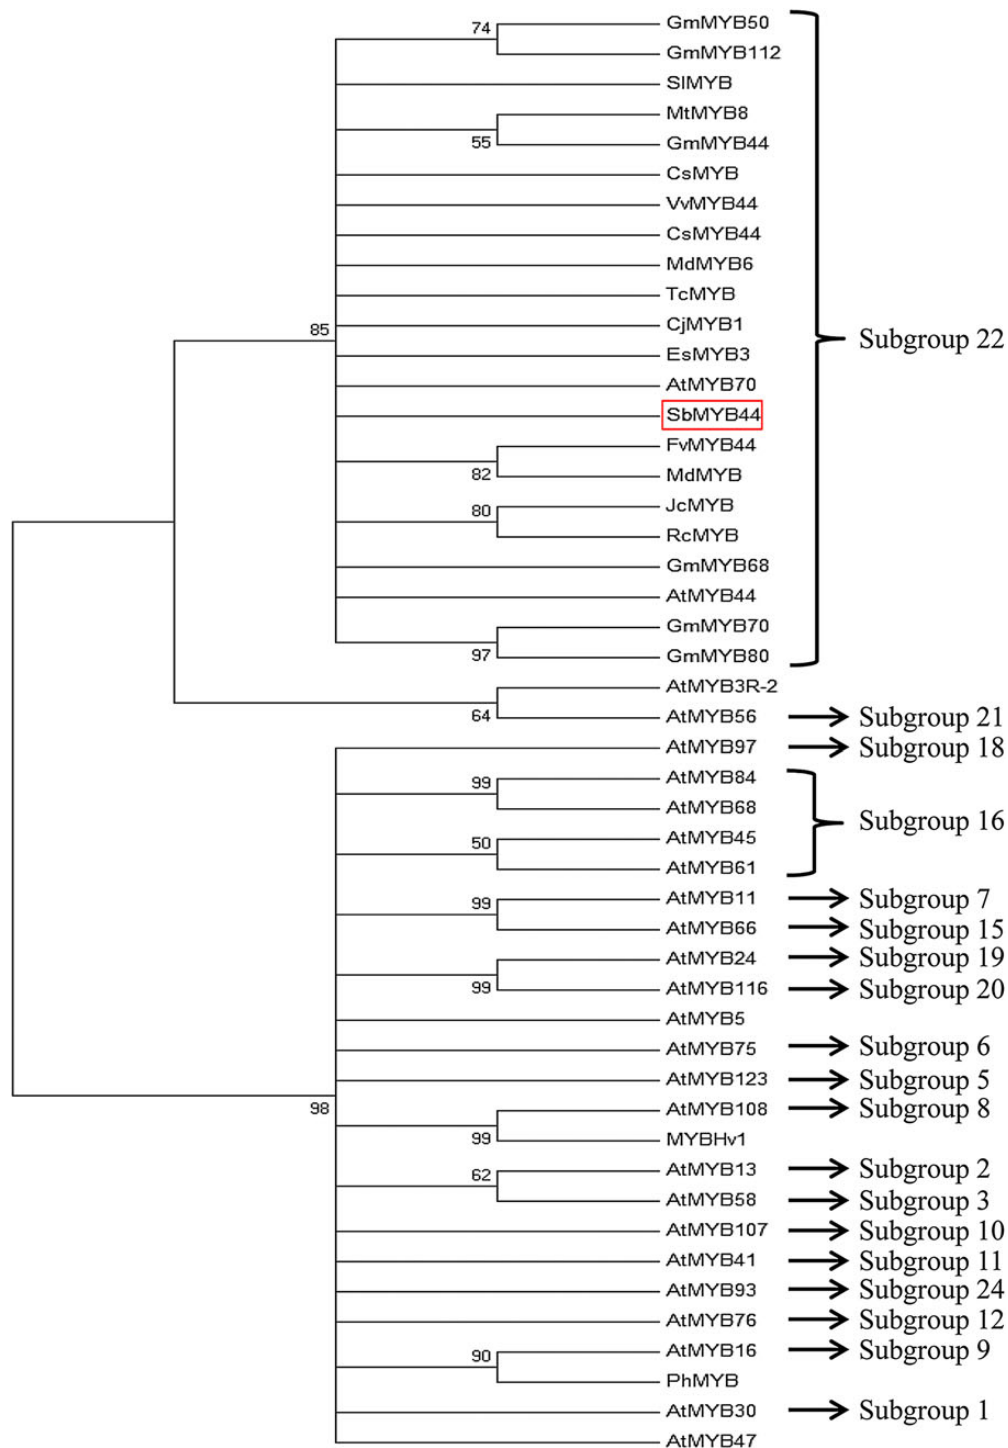 74
GmMYB50
GmMYB112
SlMYB
MtMYB8
55
GmMYB44
CsMYB
VvMYB44
CsMYB44
MdMYB6
TcMYB
CjMYB1
85
Subgroup 22
EsMYB3
AtMYB70
SbMYB44
FvMYB44
82
MdMYB
80
JcMYB
RcMYB
GmMYB68
AtMYB44
GmMYB70
97
GmMYB80
AtMYB3R-2
64
AtMYB56 Subgroup 21
AtMYB97 Subgroup 18
99
AtMYB84
AtMYB68
Subgroup 16
50
AtMYB45
AtMYB61
99
AtMYB11 Subgroup 7
AtMYB66 Subgroup 15
AtMYB24 Subgroup 19
99
AtMYB116 Subgroup 20
AtMYB5
AtMYB75 Subgroup 6
AtMYB123 Subgroup 5
98
AtMYB108 Subgroup 8
99
MYBHv1
62
AtMYB13 Subgroup 2
AtMYB58 Subgroup 3
AtMYB107 Subgroup 10
AtMYB41 Subgroup 11
AtMYB93 Subgroup 24
AtMYB76 Subgroup 12
90
AtMYB16 Subgroup 9
PhMYB
AtMYB30 Subgroup 1
AtMYB47